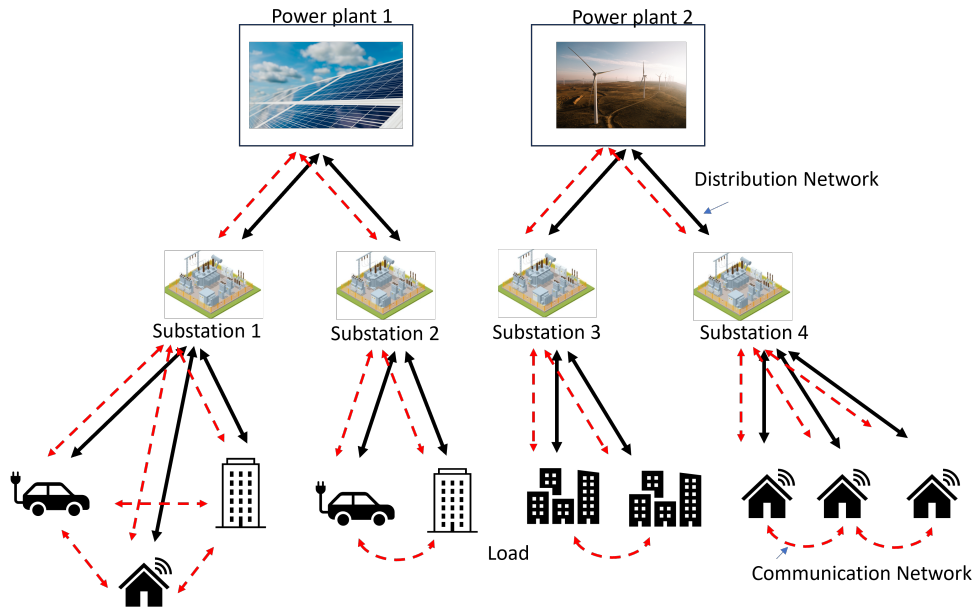 Power plant 1
Power plant 2
Distribution Network
Substation 1
Substation 2
Substation 3
Substation 4
Load
Communication Network